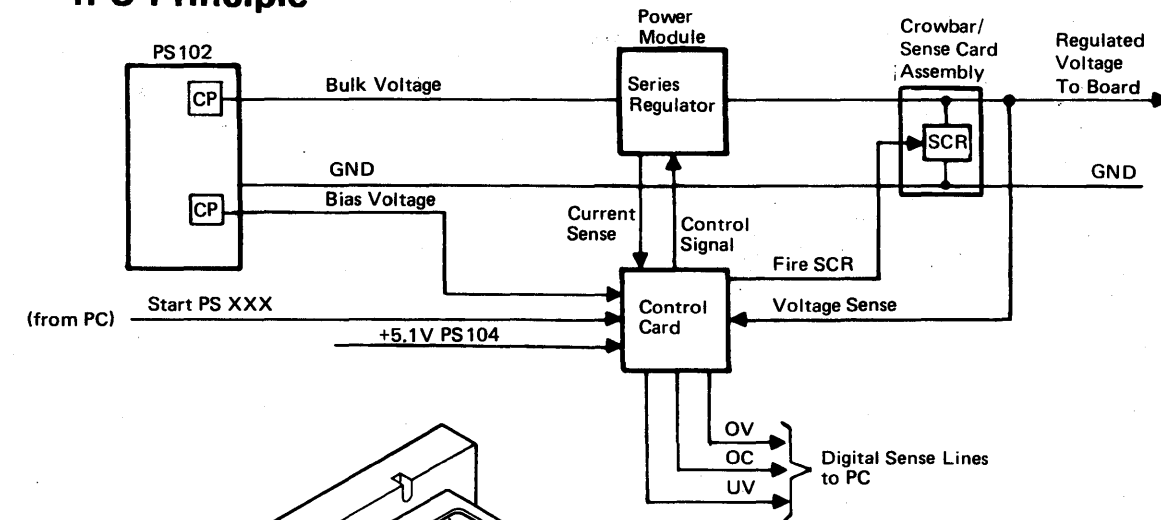 Principle
PS102
CP
Bulk Voltage
GND
CP
Bias Voltage
Power
Module
Series
Regulator
Crowbar/
Sense Card
Assembly
SCR
Regulated
Voltage
To Board
GND
Current
Sense
Control
Signal
Fire SCR
Voltage Sense
Control
Card
(from PC)
Start PS XXX
+5.1V PS104
OV
OC
UV
Digital Sense Lines
to PC